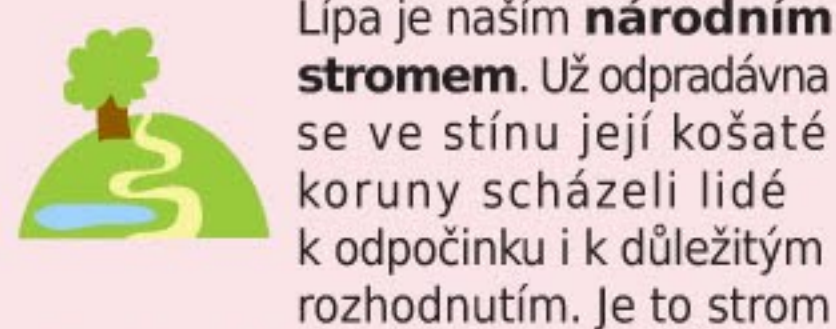 Lípa je naším národním
stromem. Už odpradávna
se ve stínu její košaté
koruny scházeli lidé
k odpočinku i k důležitým
rozhodnutím. Je to strom